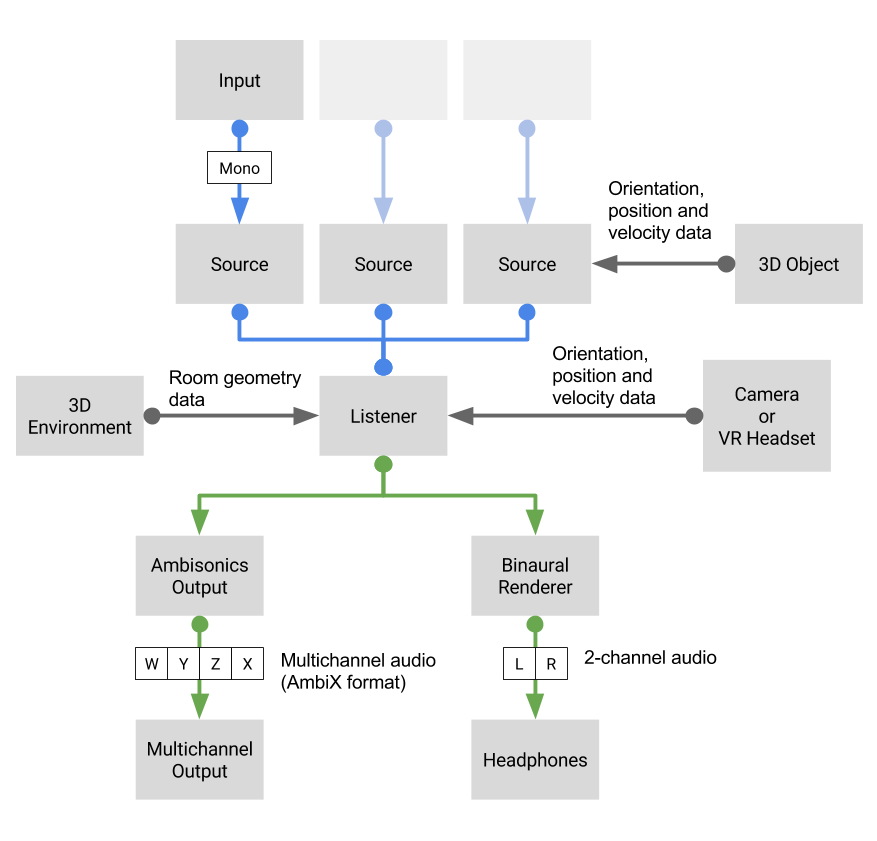 Input
Mono
Orientation,
position and
velocity data
Source
Source
Source
3D Object
Room geometry
data
Orientation,
position and
velocity data
3D
Environment
Listener
Camera
or
VR Headset
Ambisonics
Output
Binaural
Renderer
W Y Z X
Multichannel audio
(AmbiX format)
L R
2-channel audio
Multichannel
Output
Headphones